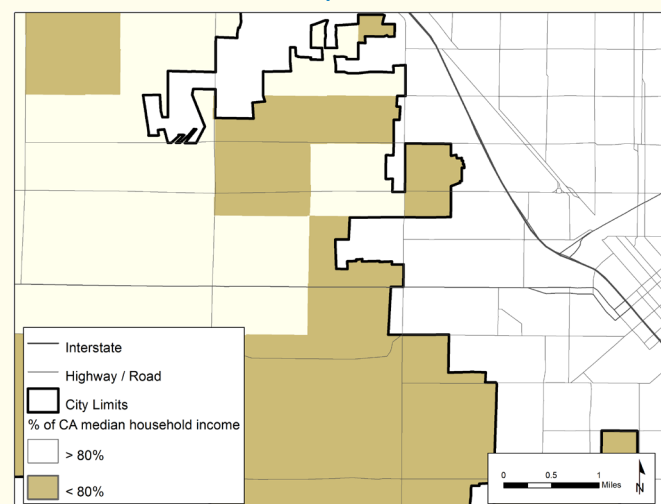 Interstate
Highway / Road
City Limits
% of CA median household income
> 80%
< 80%
0 0.5 1
Miles
N